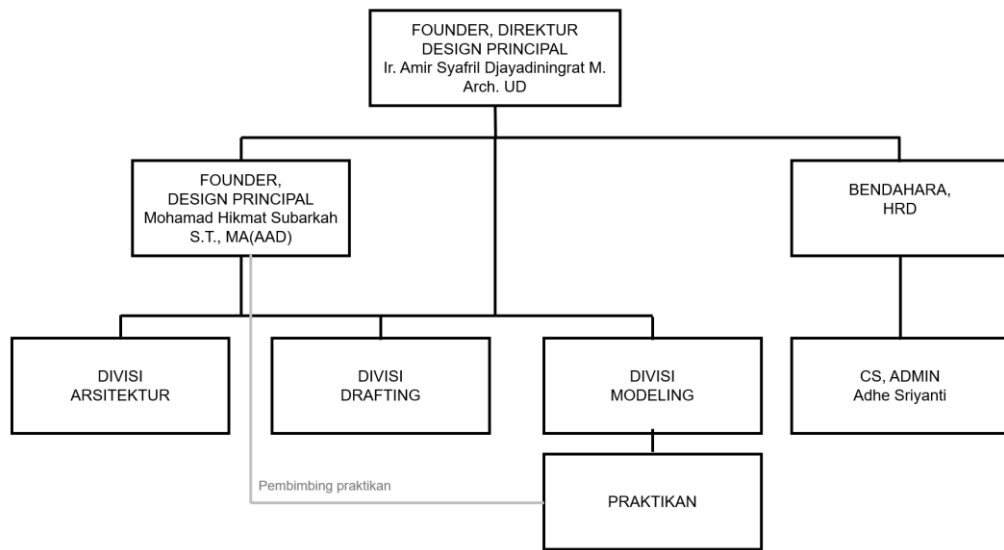 FOUNDER, DIREKTUR
DESIGN PRINCIPAL
Ir. Amir Syafril Djayadiningrat M.
Arch. UD
FOUNDER,
DESIGN PRINCIPAL
Mohamad Hikmat Subarkah
S.T., MA(AAD)
BENDAHARA,
HRD
DIVISI
ARSITEKTUR
DIVISI
DRAFTING
DIVISI
MODELING
CS, ADMIN
Adhe Sriyanti
Pembimbing praktikan
PRAKTIKAN